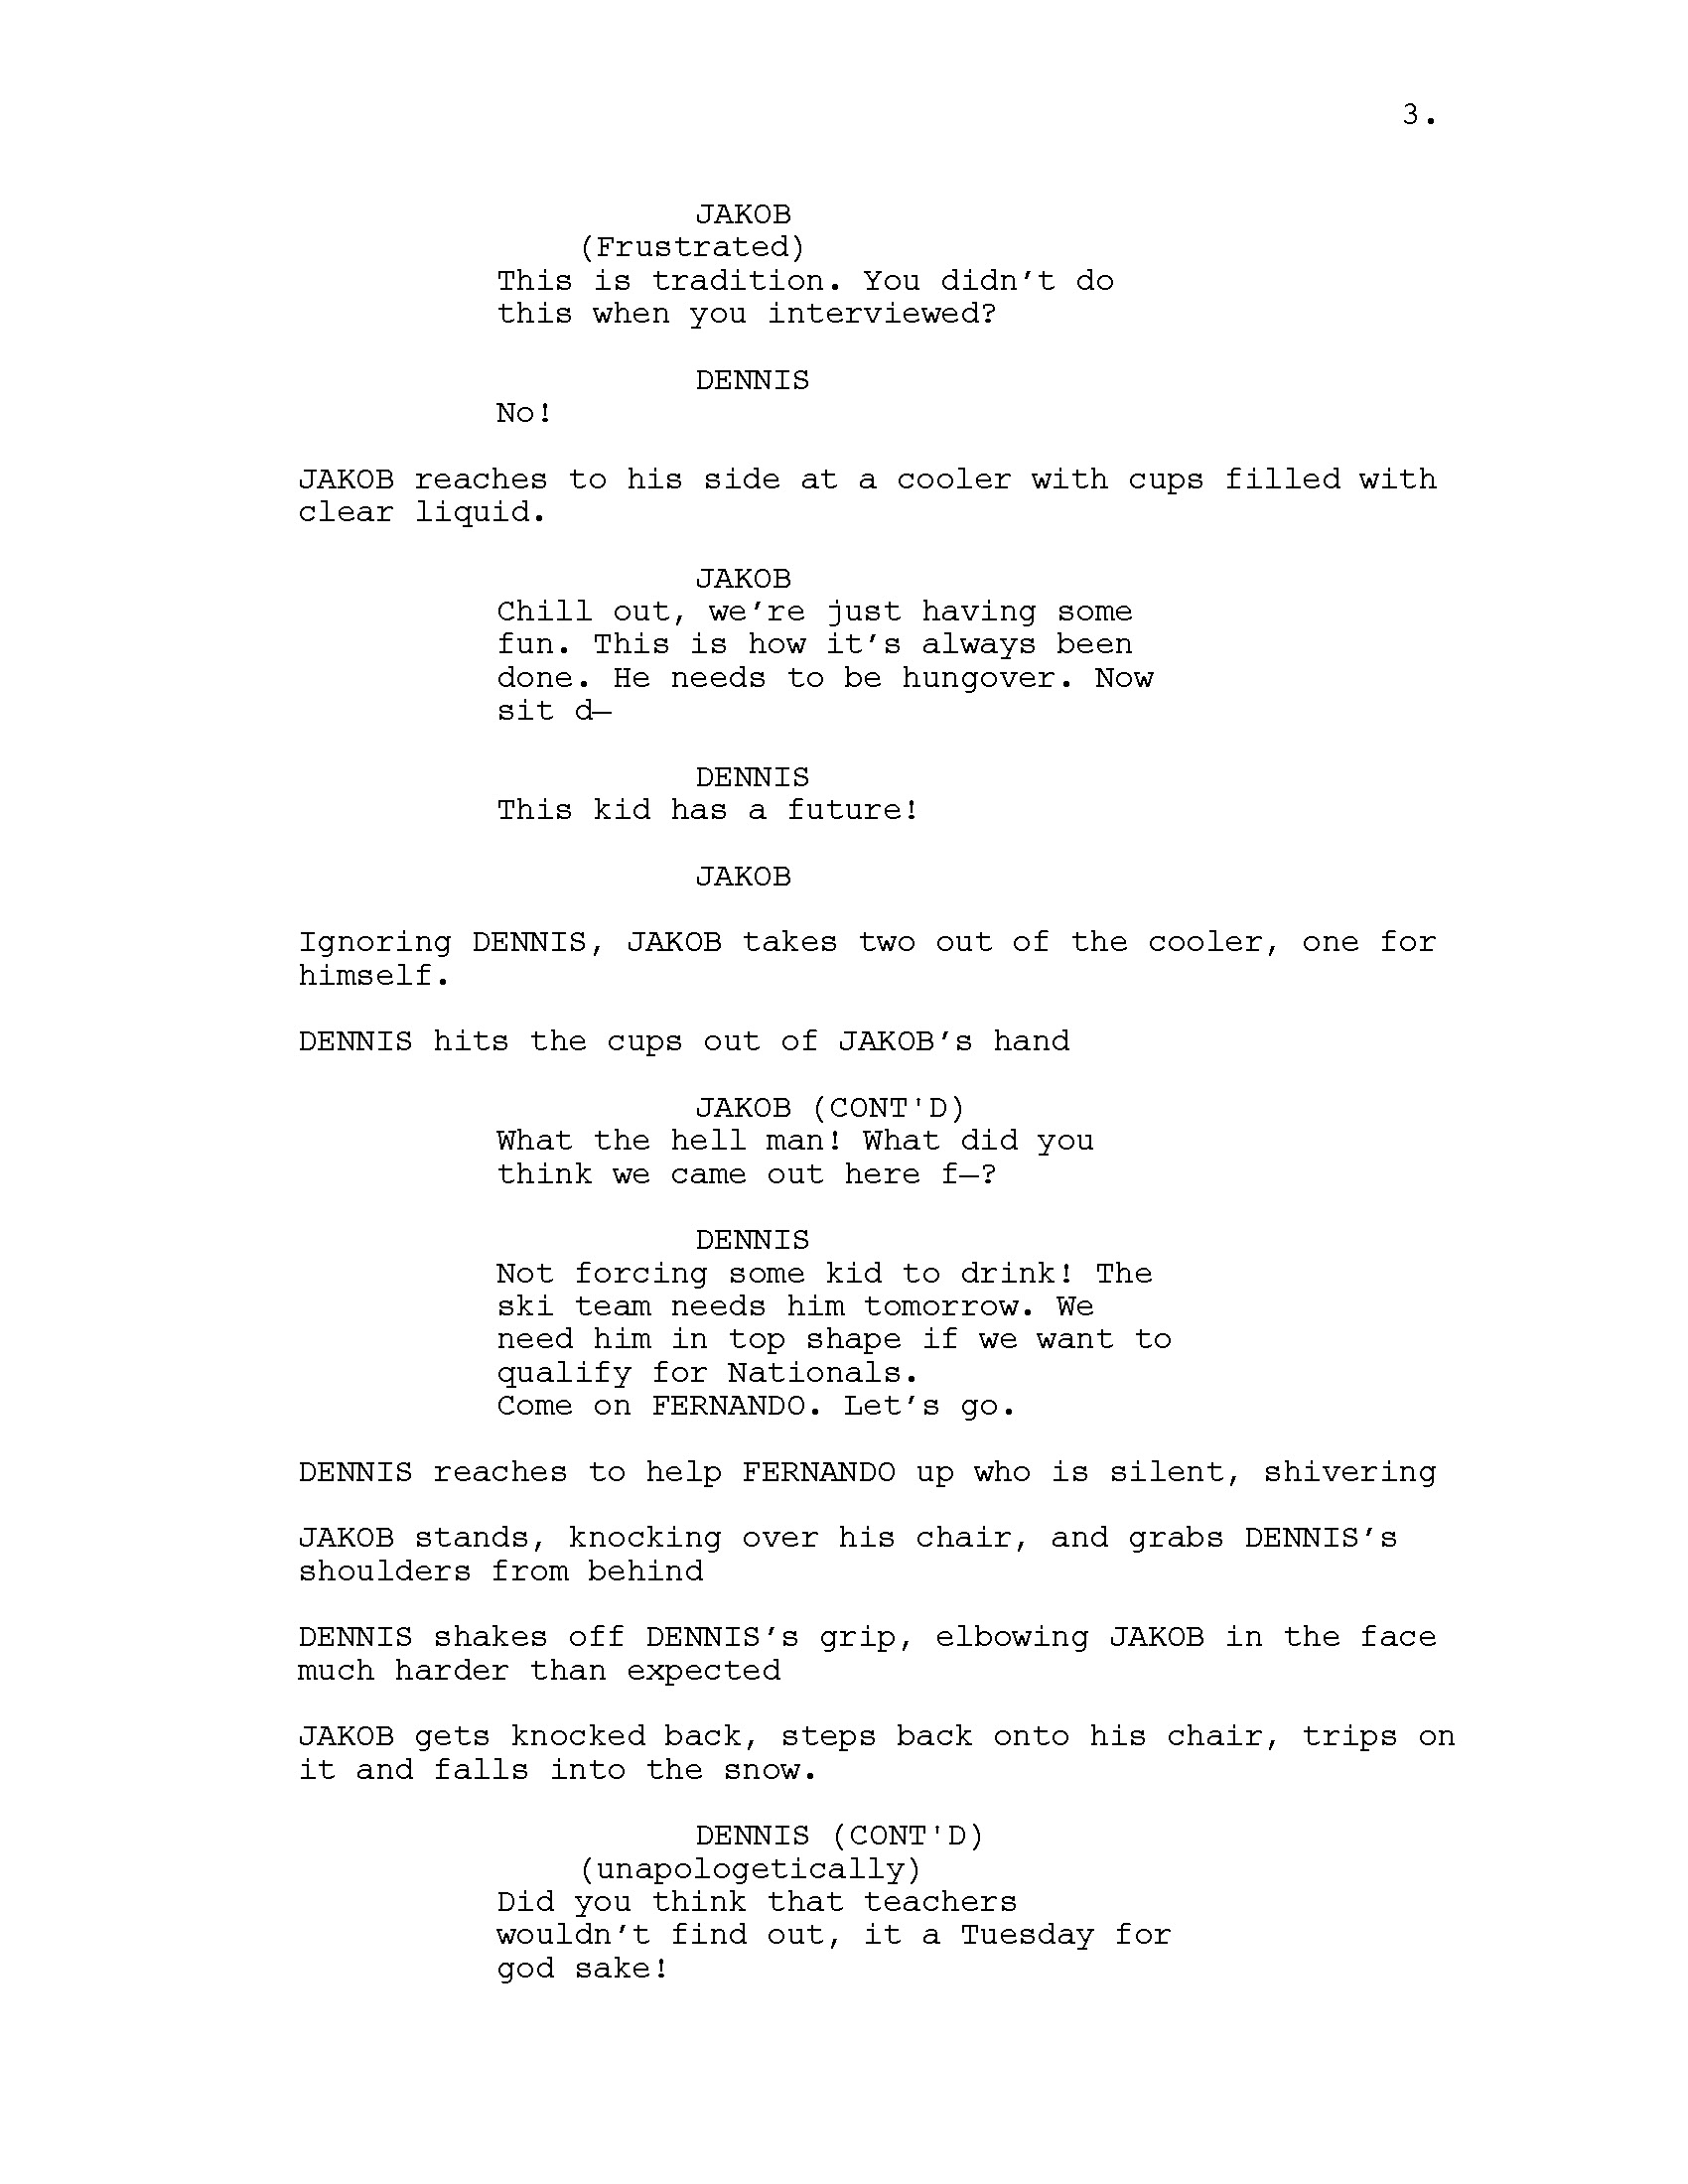 3.
JAKOB
(Frustrated)
This is tradition. You didn’t do
this when you interviewed?
DENNIS
No!
JAKOB reaches to his side at a cooler with cups filled with
clear liquid.
JAKOB
Chill out, we’re just having some
fun. This is how it’s always been
done. He needs to be hungover. Now
sit d—
DENNIS
This kid has a future!
JAKOB
Ignoring DENNIS, JAKOB takes two out of the cooler, one for
himself.
DENNIS hits the cups out of JAKOB’s hand
JAKOB (CONT'D)
What the hell man! What did you
think we came out here f—?
DENNIS
Not forcing some kid to drink! The
ski team needs him tomorrow. We
need him in top shape if we want to
qualify for Nationals.
Come on FERNANDO. Let’s go.
DENNIS reaches to help FERNANDO up who is silent, shivering
JAKOB stands, knocking over his chair, and grabs DENNIS’s
shoulders from behind
DENNIS shakes off DENNIS’s grip, elbowing JAKOB in the face
much harder than expected
JAKOB gets knocked back, steps back onto his chair, trips on
it and falls into the snow.
DENNIS (CONT'D)
(unapologetically)
Did you think that teachers
wouldn’t find out, it a Tuesday for
god sake!